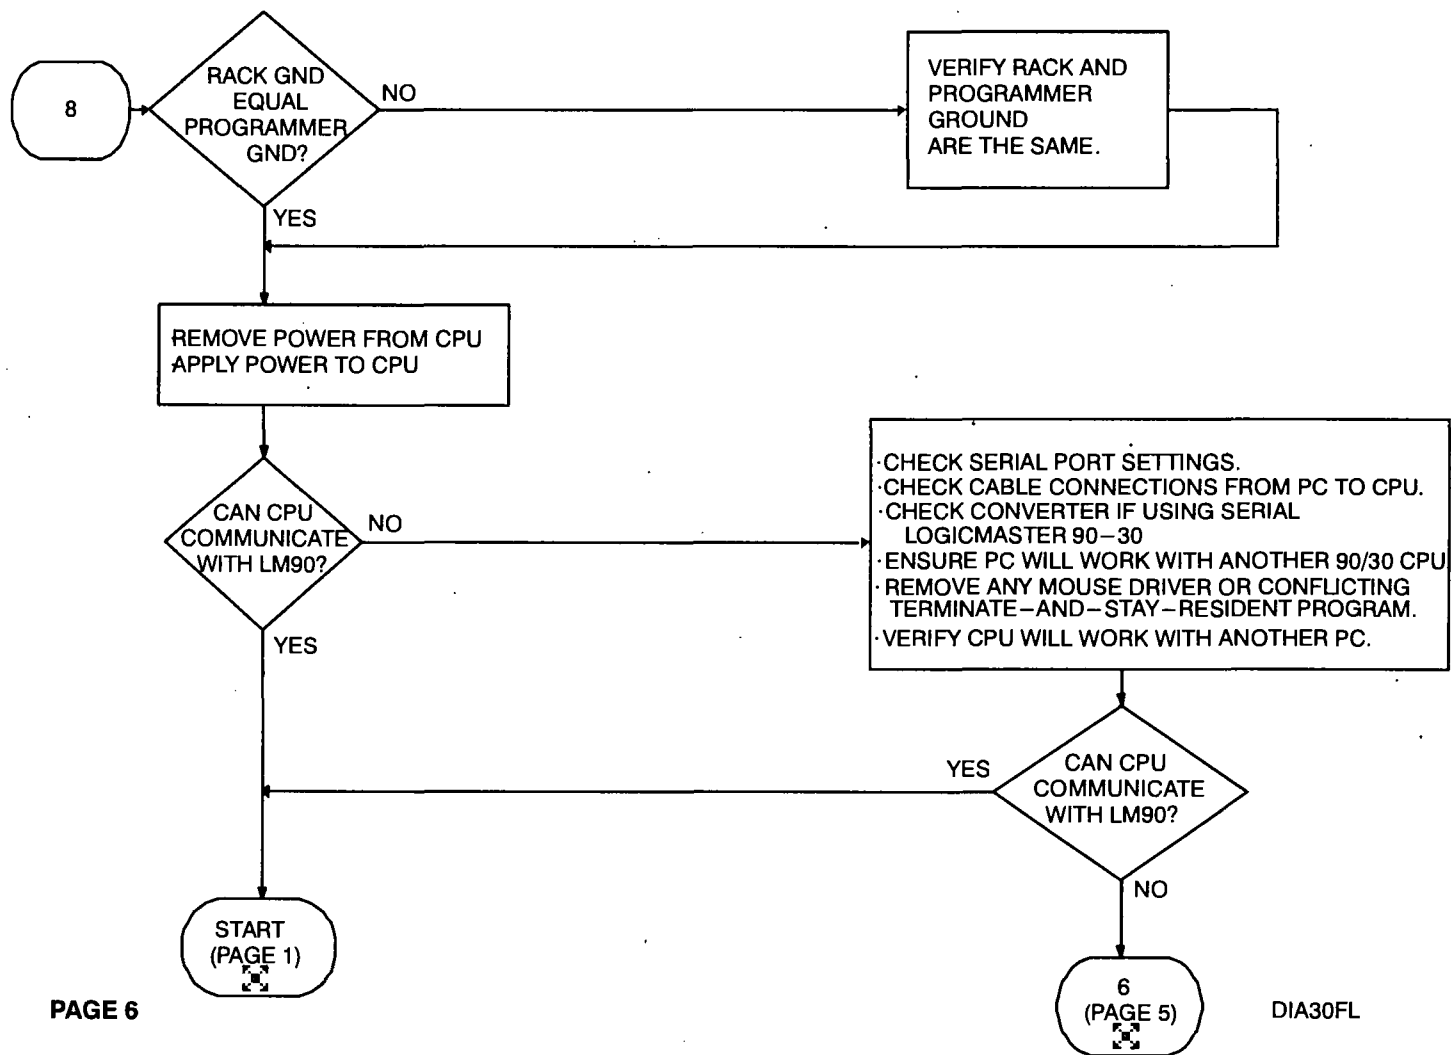 8
RACK GND
EQUAL
PROGRAMMER
GND?
NO
VERIFY RACK AND
PROGRAMMER
GROUND
ARE THE SAME.
YES
REMOVE POWER FROM CPU
APPLY POWER TO CPU
CAN CPU
COMMUNICATE
WITH LM90?
NO
·CHECK SERIAL PORT SETTINGS.
·CHECK CABLE CONNECTIONS FROM PC TO CPU.
·CHECK CONVERTER IF USING SERIAL
LOGICMASTER 90–30
·ENSURE PC WILL WORK WITH ANOTHER 90/30 CPU
·REMOVE ANY MOUSE DRIVER OR CONFLICTING
TERMINATE–AND–STAY–RESIDENT PROGRAM.
·VERIFY CPU WILL WORK WITH ANOTHER PC.
YES
CAN CPU
COMMUNICATE
WITH LM90?
YES
NO
START
(PAGE 1)
6
(PAGE 5)
PAGE 6
DIA30FL